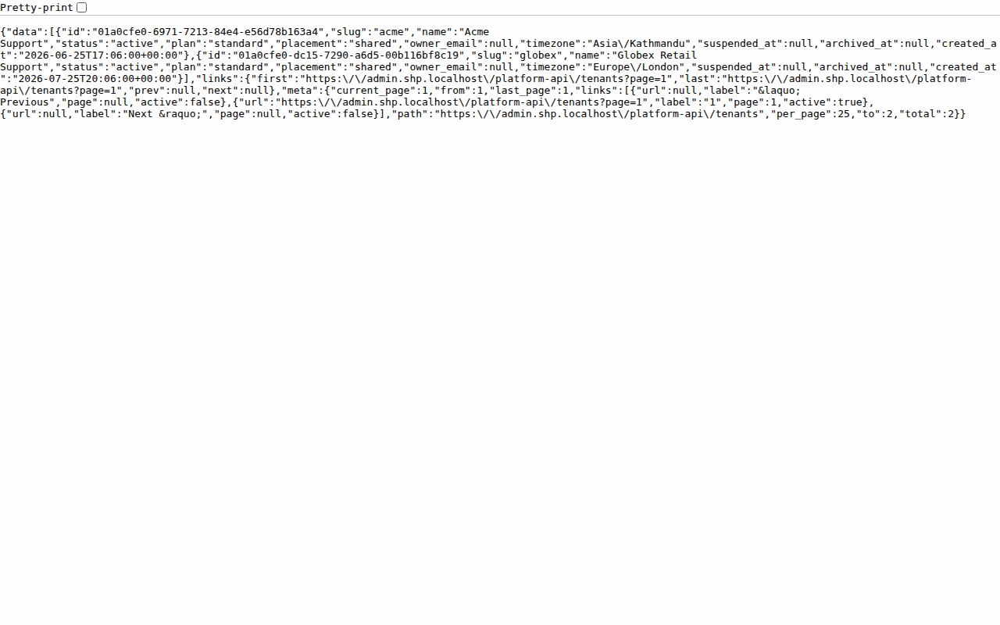 Pretty-print
{"data":[{"id":"01a0cfe0-6971-7213-84e4-e56d78b163a4","slug":"acme","name":"Acme
Support","status":"active","plan":"standard","placement":"shared","owner_email":null,"timezone":"Asia\/Kathmandu","suspended_at":null,"archived_at":null,"created_a
t":"2026-06-25T17:06:00+00:00"},{"id":"01a0cfe0-dc15-7290-a6d5-00b116bf8c19","slug":"globex","name":"Globex Retail
Support","status":"active","plan":"standard","placement":"shared","owner_email":null,"timezone":"Europe\/London","suspended_at":null,"archived_at":null,"created_at
":"2026-07-25T20:06:00+00:00"}],"links":{"first":"https:\/\/admin.shp.localhost\/platform-api\/tenants?page=1","last":"https:\/\/admin.shp.localhost\/platform-
api\/tenants?page=1","prev":null,"next":null},"meta":{"current_page":1,"from":1,"last_page":1,"links":[{"url":null,"label":"&laquo;
Previous","page":null,"active":false},{"url":"https:\/\/admin.shp.localhost\/platform-api\/tenants?page=1","label":"1","page":1,"active":true},
{"url":null,"label":"Next &raquo;","page":null,"active":false}],"path":"https:\/\/admin.shp.localhost\/platform-api\/tenants","per_page":25,"to":2,"total":2}}